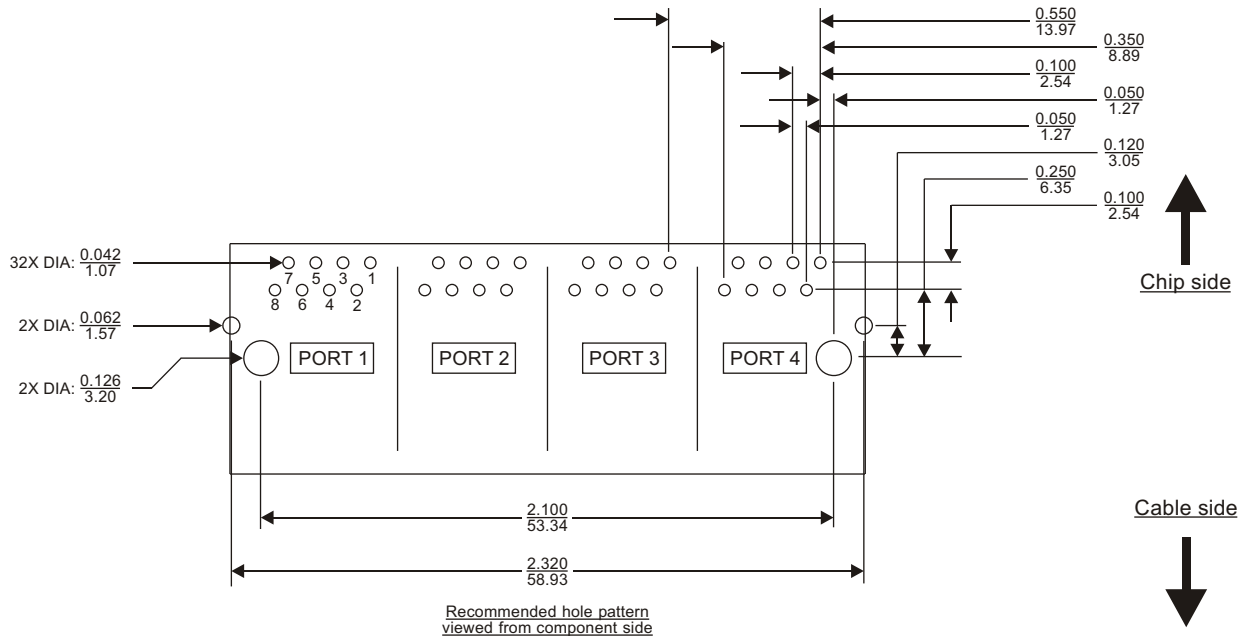 0.550
13.97
0.350
8.89
0.100
2.54
0.050
1.27
0.050
1.27
0.120
3.05
0.250
6.35
0.100
2.54
Chip side
32X DIA: 0.042
1.07
7 5 3 1
8 6 4 2
2X DIA: 0.062
1.57
PORT 1 PORT 2 PORT 3 PORT 4
2X DIA: 0.126
3.20
2.100
53.34
Cable side
2.320
58.93
Recommended hole pattern
viewed from component side